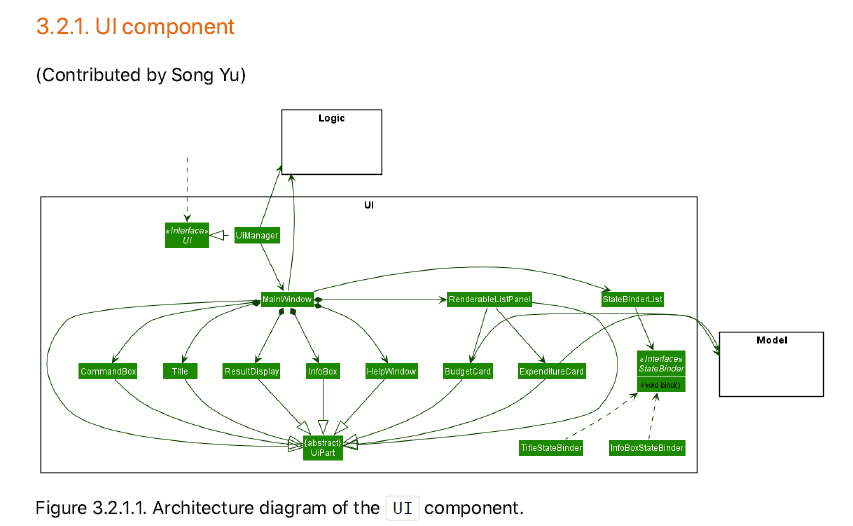 3.2.1. UI component
(Contributed by Song Yu)
Logic
UI
«Interface»
Ui
UiManager
MainWindow
RenderableListPanel
StateBinderList
Model
CommandBox
Title
ResultDisplay
InfoBox
HelpWindow
BudgetCard
ExpenditureCard
«Interface»
StateBinder
+void bind()
{abstract}
UiPart
TitleStateBinder
InfoBoxStateBinder
Figure 3.2.1.1. Architecture diagram of the UI component.